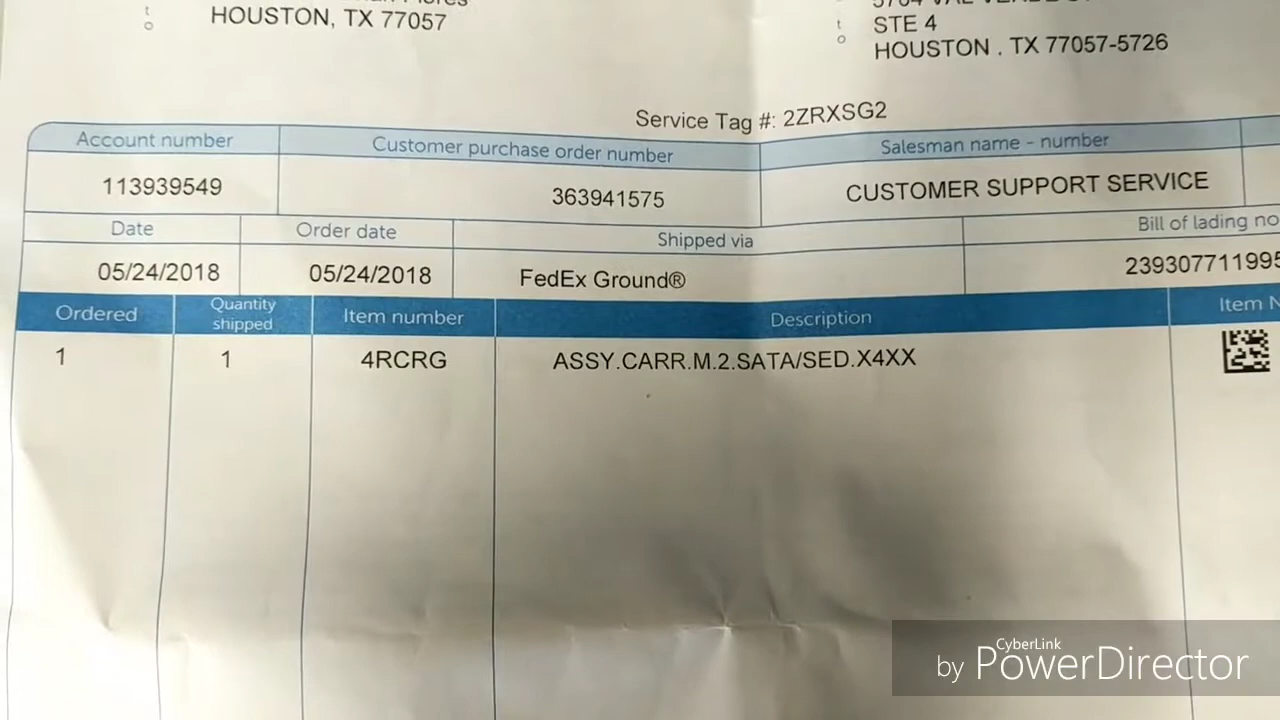 t
o
HOUSTON, TX 77057
t
o
STE 4
HOUSTON . TX 77057-5726
Service Tag #: 2ZRXSG2
Account number
Customer purchase order number
Salesman name - number
113939549
363941575
CUSTOMER SUPPORT SERVICE
Date
Order date
Shipped via
Bill of lading no
05/24/2018
05/24/2018
FedEx Ground®
239307711995
Ordered
Quantity
shipped
Item number
Description
Item N
1
1
4RCRG
ASSY.CARR.M.2.SATA/SED.X4XX
by CyberLink PowerDirector